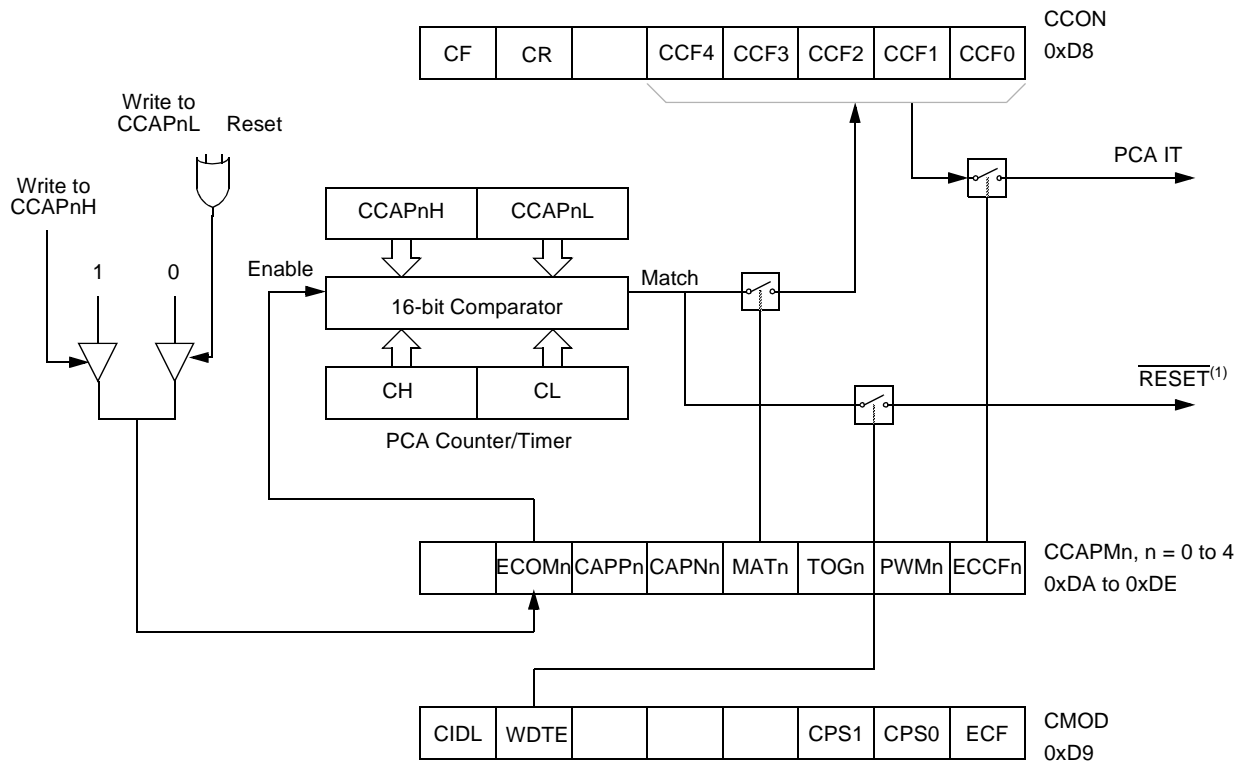 CCON
0xD8
CF CR CCF4 CCF3 CCF2 CCF1 CCF0
Write to
CCAPnL Reset
PCA IT
Write to
CCAPnH
CCAPnH CCAPnL
1 0
Enable
Match
16-bit Comparator
RESET(1)
CH CL
PCA Counter/Timer
ECOMn CAPPn CAPNn MATn TOGn PWMn ECCFn
CCAPMn, n = 0 to 4
0xDA to 0xDE
CIDL WDTE CPS1 CPS0 ECF
CMOD
0xD9